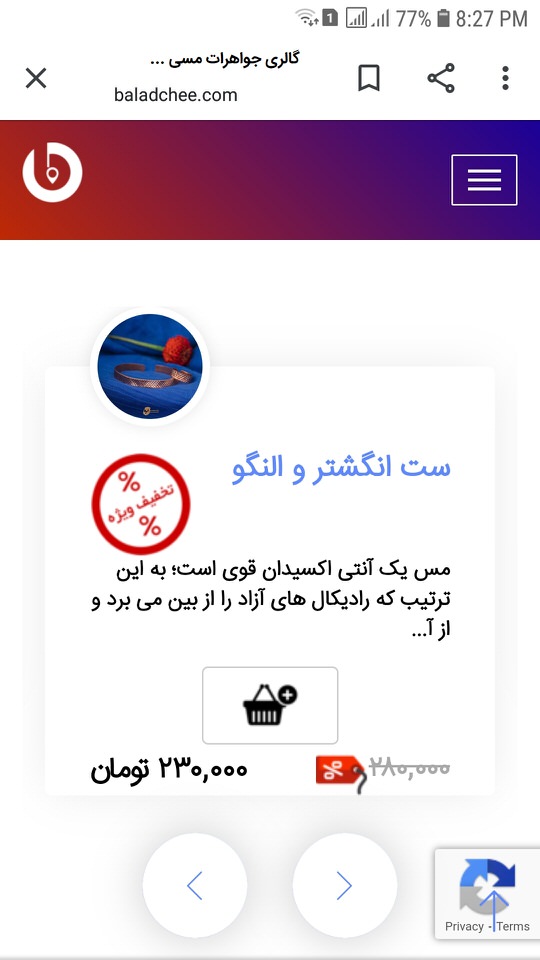 1
77%
8:27 PM
گالری جواهرات مسی ...
baladchee.com
ست انگشتر و النگو
%
تخفیف ویژه
%
مس یک آنتی اکسیدان قوی است؛ به این
ترتیب که رادیکال های آزاد را از بین می برد و
از آ...
۲۸۰,۰۰۰
%
۲۳۰,۰۰۰ تومان
Privacy - Terms